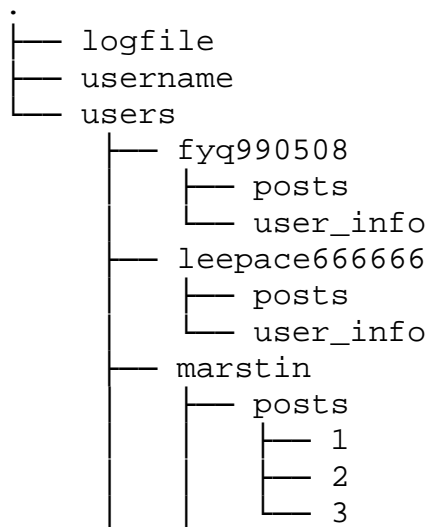 .
├── logfile
├── username
└── users
    ├── fyq990508
    │   ├── posts
    │   └── user_info
    ├── leepace666666
    │   ├── posts
    │   └── user_info
    ├── marstin
    │   ├── posts
    │   │   ├── 1
    │   │   ├── 2
    │   │   └── 3